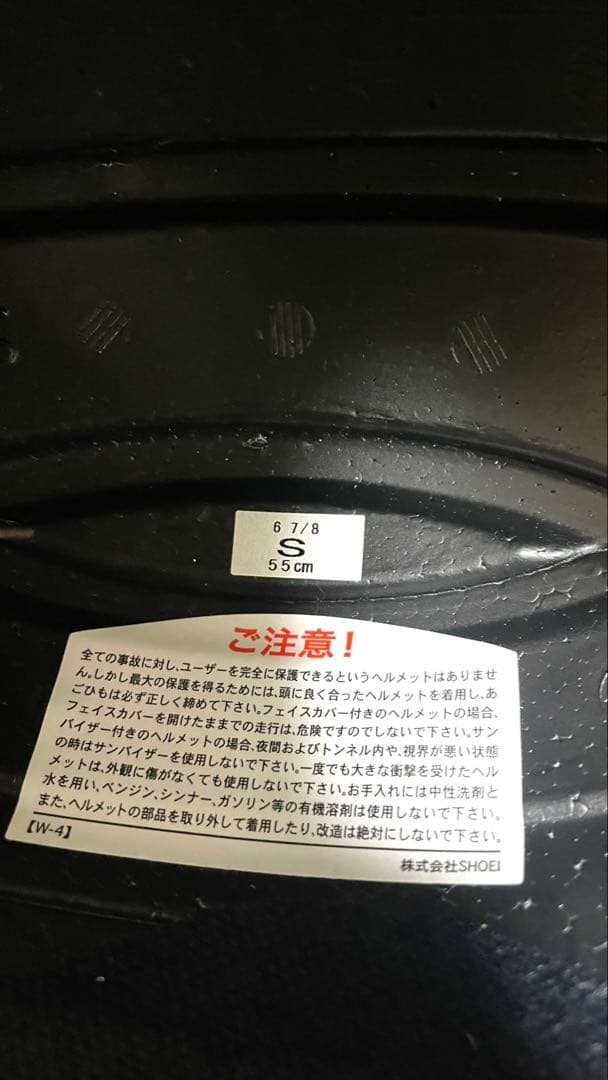 6 7/8
S
55cm
ご注意！
全ての事故に対し、ユーザーを完全に保護できるというヘルメットはありませ
ん。しかし最大の保護を得るためには、頭に良く合ったヘルメットを着用し、あ
ごひもは必ず正しく締めて下さい。フェイスカバー付きのヘルメットの場合、
フェイスカバーを開けたままでの走行は、危険ですのでしないで下さい。サン
バイザー付きのヘルメットの場合、夜間およびトンネル内や、視界が悪い状態
の時はサンバイザーを使用しないで下さい。一度でも大きな衝撃を受けたヘル
メットは、外観に傷がなくても使用しないで下さい。お手入れには中性洗剤と
水を用い、ベンジン、シンナー、ガソリン等の有機溶剤は使用しないで下さい。
また、ヘルメットの部品を取り外して着用したり、改造は絶対にしないで下さい。
【W-4】
株式会社SHOEI